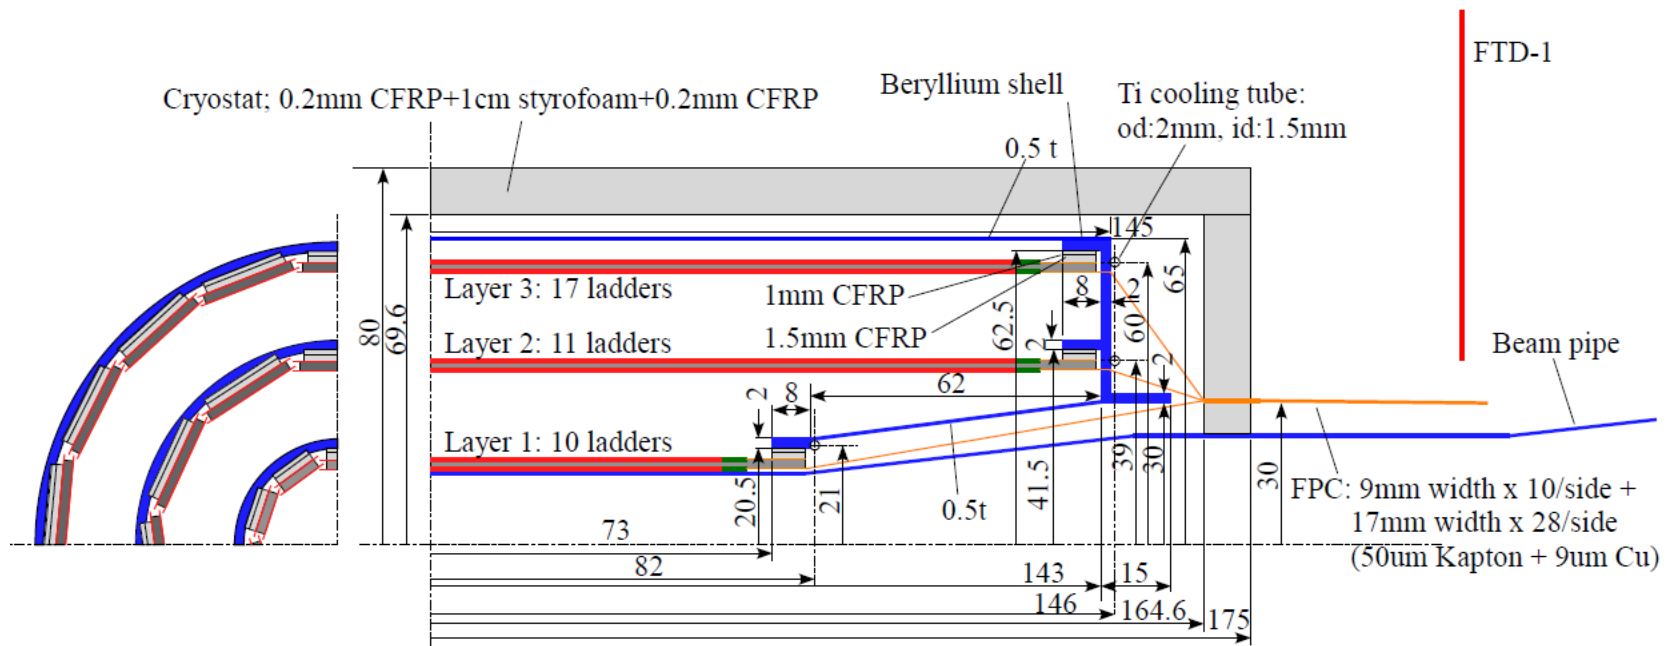 FTD-1
Beryllium shell
Ti cooling tube:
od:2mm, id:1.5mm
Cryostat; 0.2mm CFRP+1cm styrofoam+0.2mm CFRP
0.5 t
145
Layer 3: 17 ladders
1mm CFRP
8
2
65
80
69.6
62.5
60
1.5mm CFRP
2
Layer 2: 11 ladders
Beam pipe
62
2
8
2
Layer 1: 10 ladders
20.5
21
0.5t
41.5
39
30
30
FPC: 9mm width x 10/side +
17mm width x 28/side
(50um Kapton + 9um Cu)
73
82
143
15
146
164.6
175